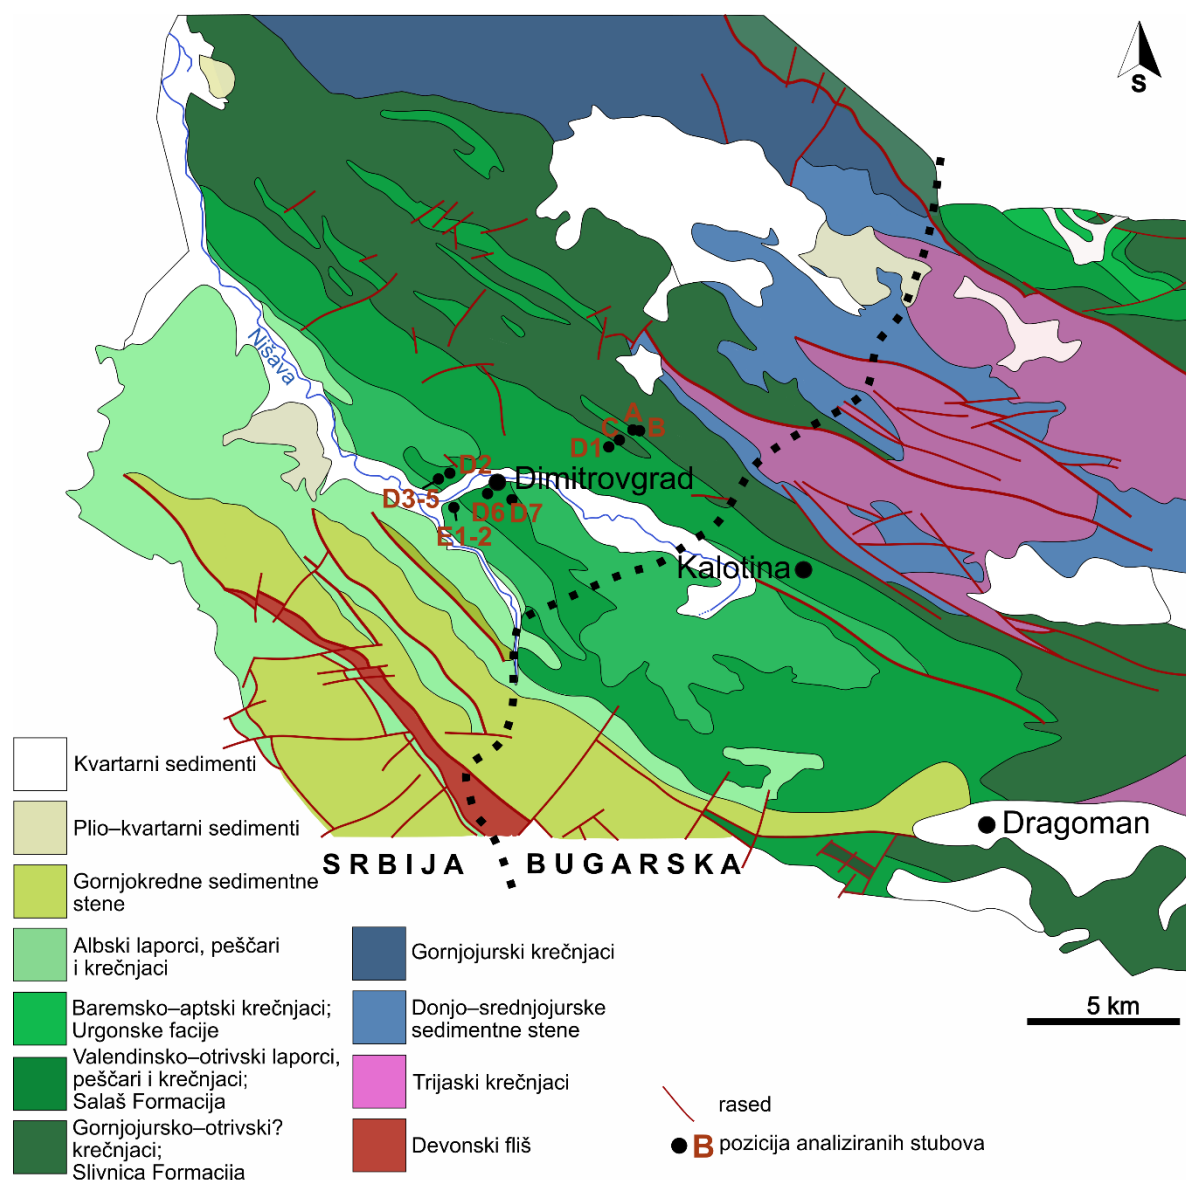 S
Nišava
A
C
B
D1
D2
Dimitrovgrad
D3-5
D6
D7
E1-2
Kalotina
Dragoman
SRBIJA
BUGARSKA
Kvartarni sedimenti
Plio–kvartarni sedimenti
Gornjokredne sedimentne
stene
Albski laporci, peščari
i krečnjaci
Baremsko–aptski krečnjaci;
Urgonske facije
Valendinsko–otrivski laporci,
peščari i krečnjaci;
Salaš Formacija
Gornjojursko–otrivski?
krečnjaci;
Slivnica Formacija
Gornjojurski krečnjaci
Donjo–srednjojurske
sedimentne stene
Trijaski krečnjaci
Devonski fliš
5 km
rased
B pozicija analiziranih stubova